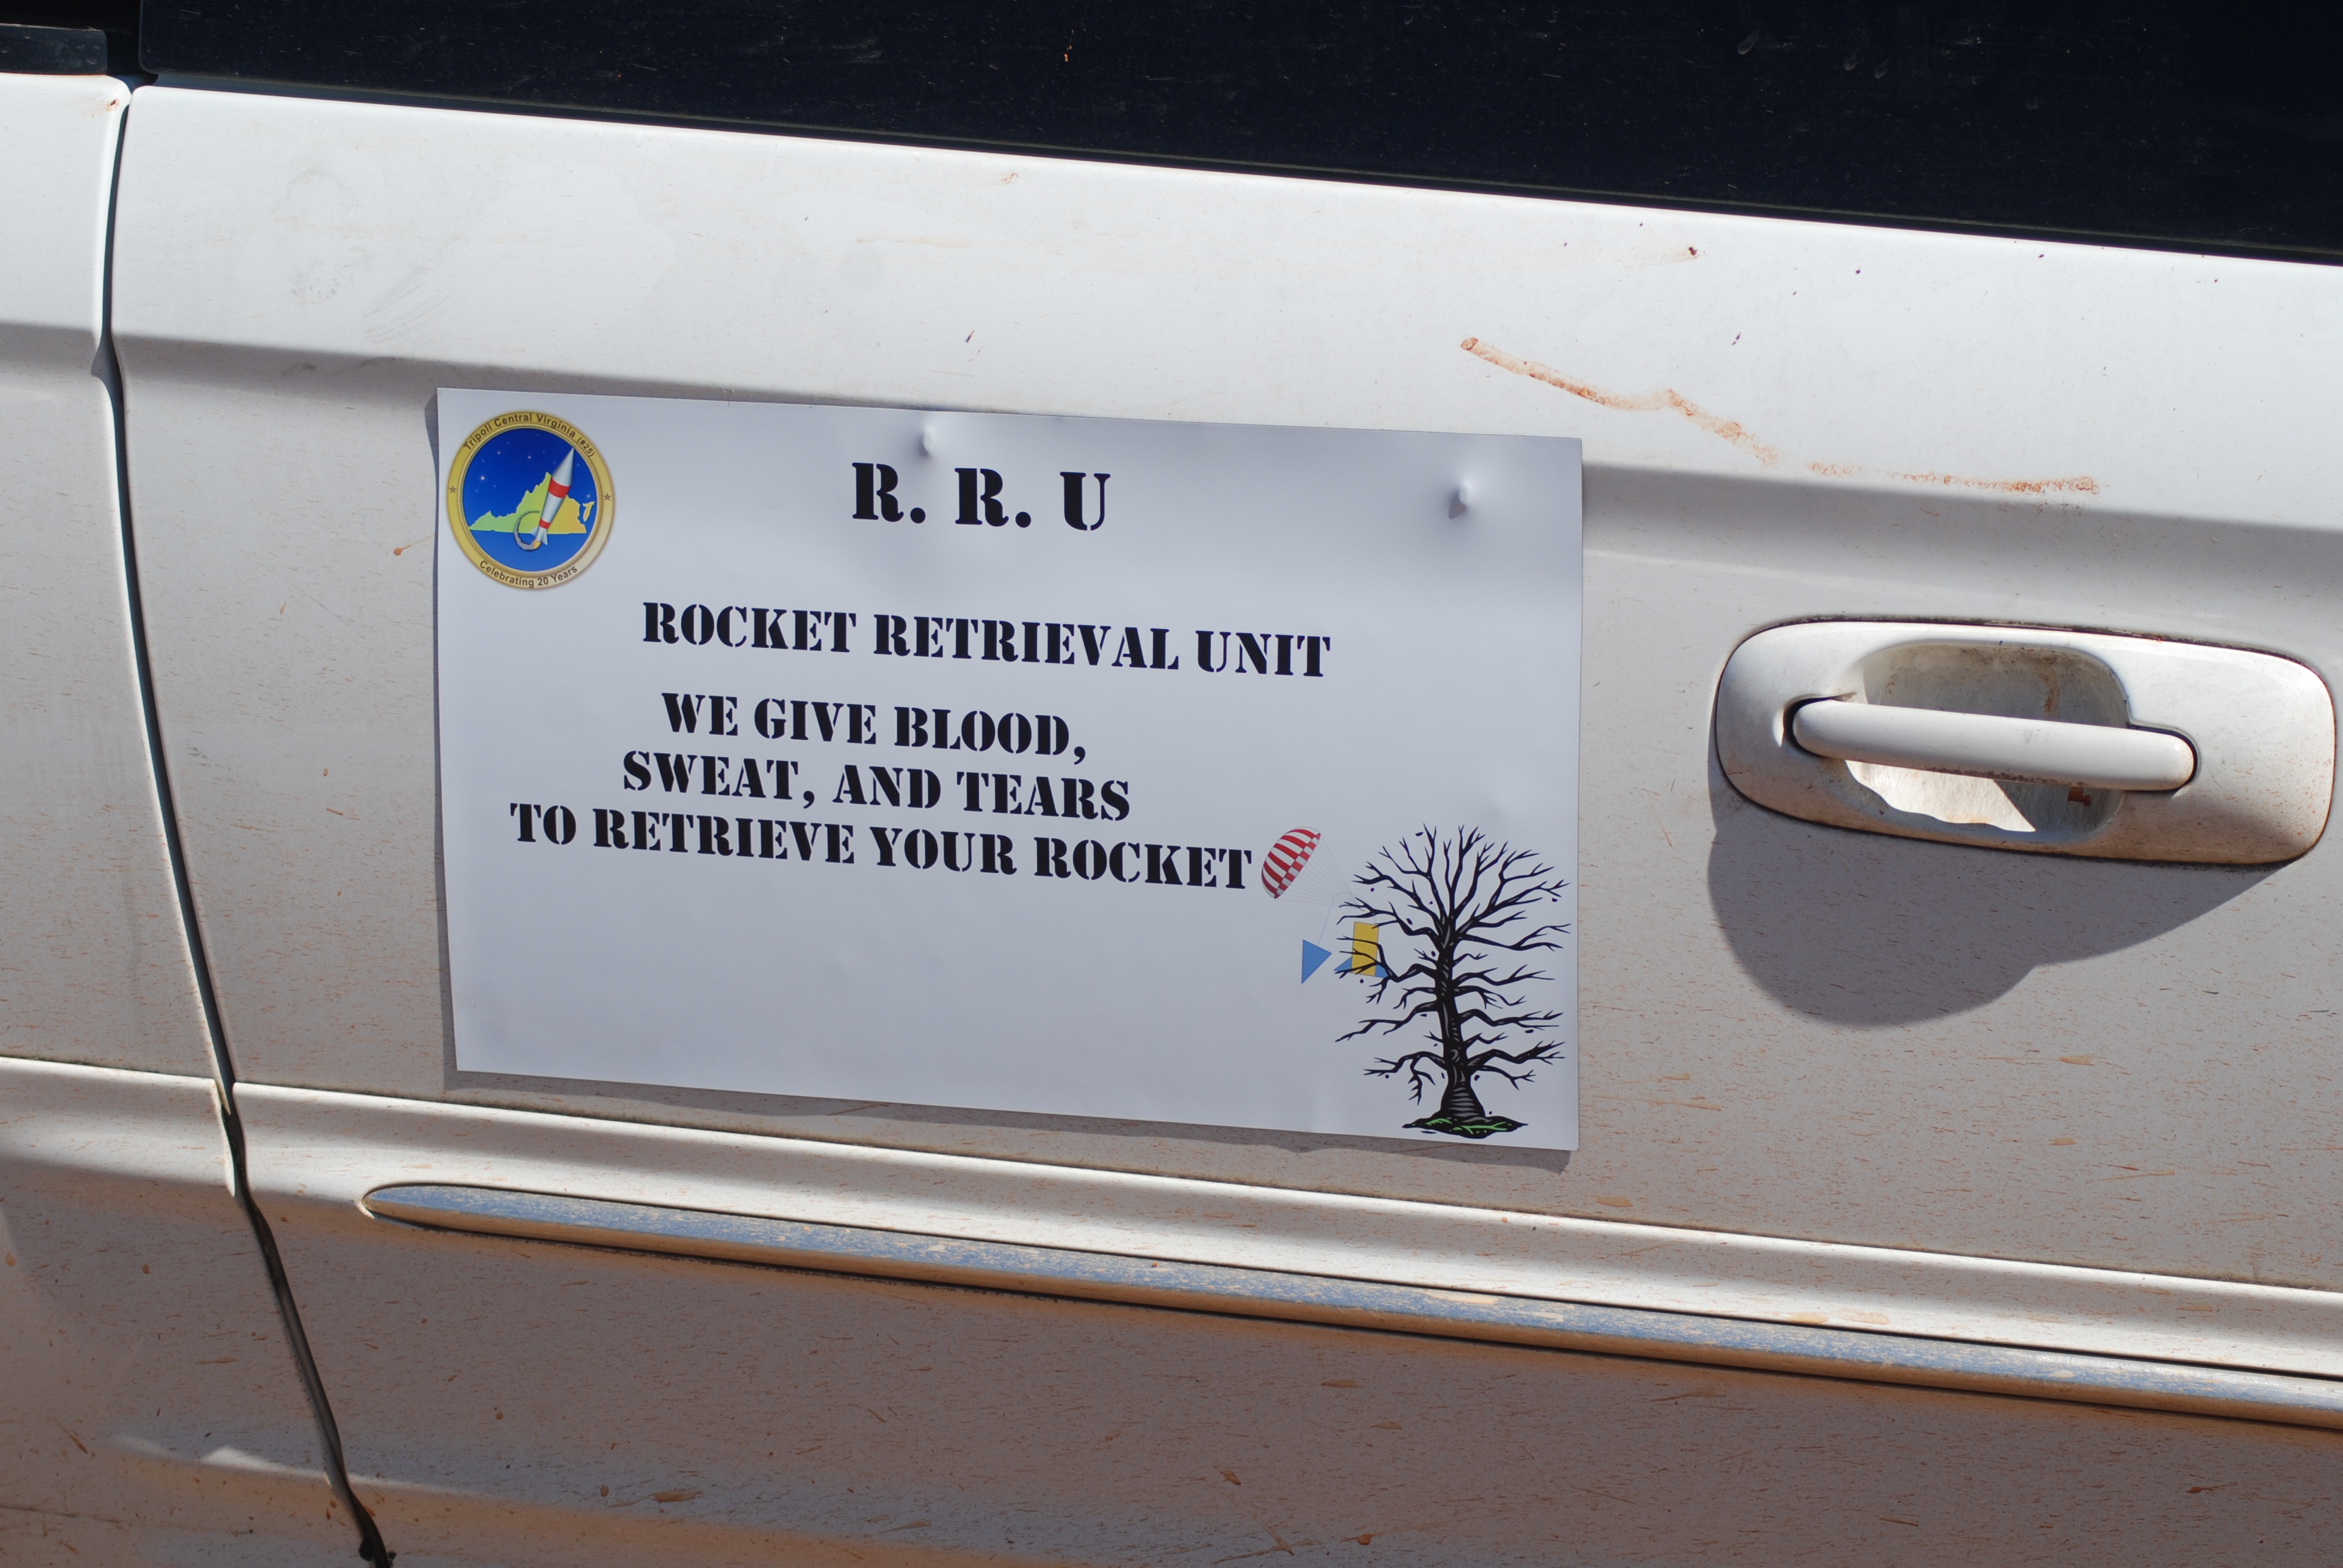 Tripoli Central Virginia (#25)
Celebrating 20 Years
R. R. U
ROCKET RETRIEVAL UNIT
WE GIVE BLOOD,
SWEAT, AND TEARS
TO RETRIEVE YOUR ROCKET